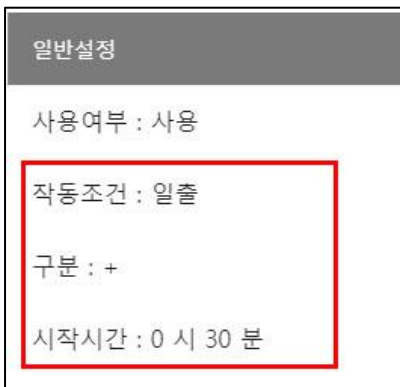 일반설정
사용여부 : 사용
작동조건 : 일출
구분 : +
시작시간 : 0 시 30 분